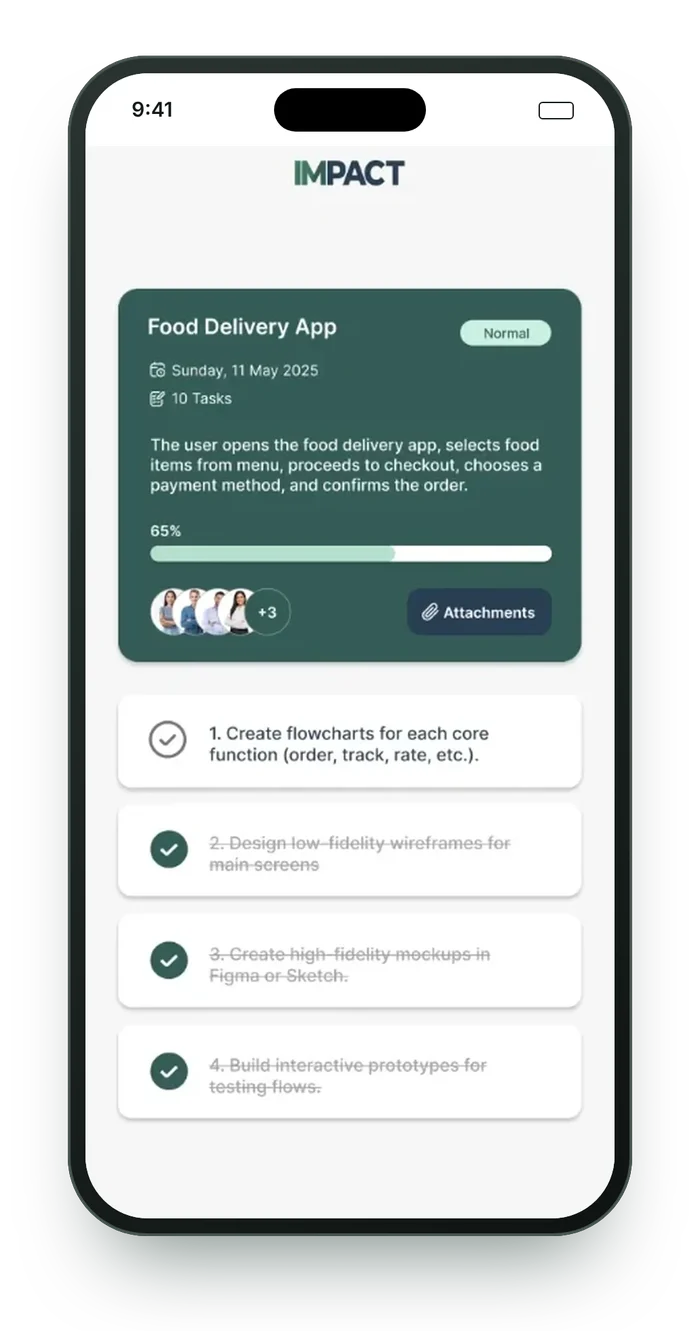 9:41
IMPACT
Food Delivery App
Normal
Sunday, 11 May 2025
10 Tasks
The user opens the food delivery app, selects food
items from menu, proceeds to checkout, chooses a
payment method, and confirms the order.
65%
+3
Attachments
1. Create flowcharts for each core
function (order, track, rate, etc.).
2. Design low-fidelity wireframes for
main screens
3. Create high-fidelity mockups in
Figma or Sketch.
4. Build interactive prototypes for
testing flows.